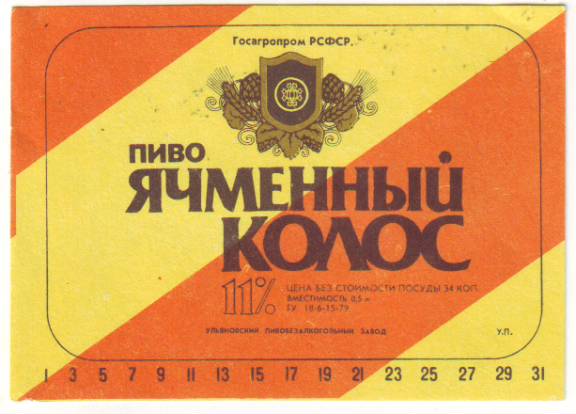 Госагропром РСФСР.
ПИВО
ЯЧМЕННЫЙ
КОЛОС
11%
ЦЕНА БЕЗ СТОИМОСТИ ПОСУДЫ 34 КОП.
ВМЕСТИМОСТЬ 0,5 л
ТУ 18-6-15-79
УЛЬЯНОВСКИЙ ПИВОБЕЗАЛКОГОЛЬНЫЙ ЗАВОД У.П.
1 3 5 7 9 11 13 15 17 19 21 23 25 27 29 31